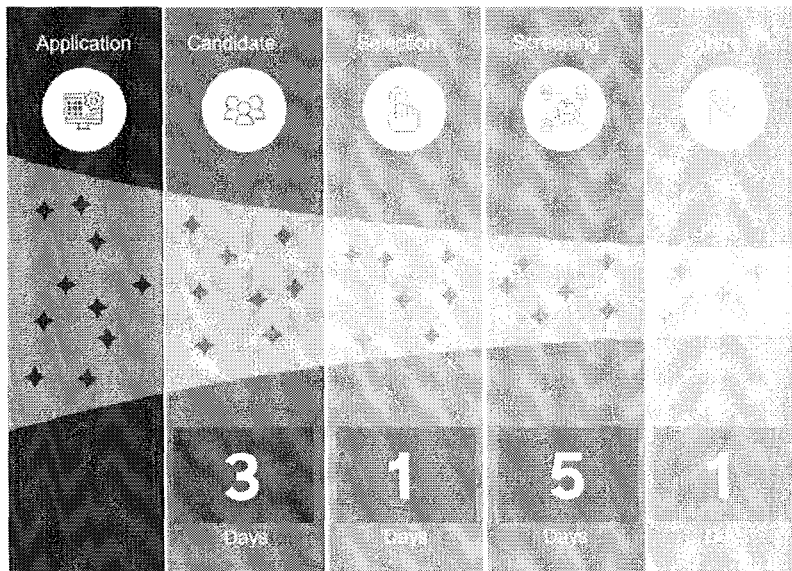 Application
Candidate
Selection
Screening
3
Days
1
Days
5
Days
1